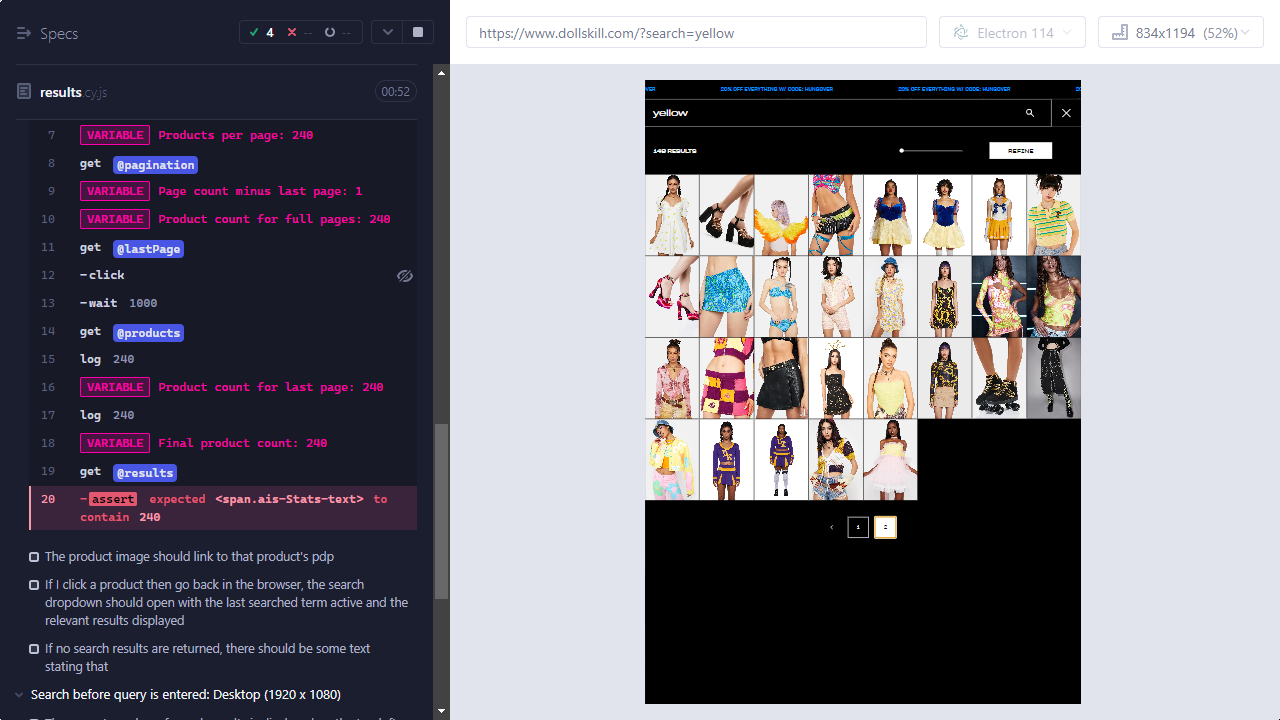 Specs
4
--
--
https://www.dollskill.com/?search=yellow
Electron 114
834x1194 (52%)
results cy.js
00:52
7 VARIABLE Products per page: 240
8 get @pagination
9 VARIABLE Page count minus last page: 1
10 VARIABLE Product count for full pages: 240
11 get @lastPage
12 -click
13 -wait 1000
14 get @products
15 log 240
16 VARIABLE Product count for last page: 240
17 log 240
18 VARIABLE Final product count: 240
19 get @results
20 -assert expected <span.ais-Stats-text> to
contain 240
The product image should link to that product's pdp
If I click a product then go back in the browser, the search
dropdown should open with the last searched term active and the
relevant results displayed
If no search results are returned, there should be some text
stating that
Search before query is entered: Desktop (1920 x 1080)
OVER
20% OFF EVERYTHING W/ CODE: HUNGOVER
20% OFF EVERYTHING W/ CODE: HUNGOVER
yellow
149 RESULTS
REFINE
1
2